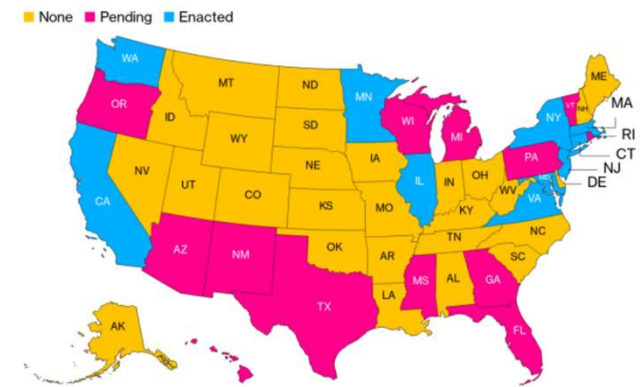 None Pending Enacted
WA
MT
ND
MN
ME
OR
ID
SD
WI
MI
VT
NH
NY
MA
WY
RI
IA
PA
CT
NV
NE
NJ
UT
CO
IL
IN
OH
DE
CA
KS
MO
WV
VA
MD
KY
NC
AZ
NM
OK
AR
TN
SC
TX
LA
MS
AL
GA
AK
FL